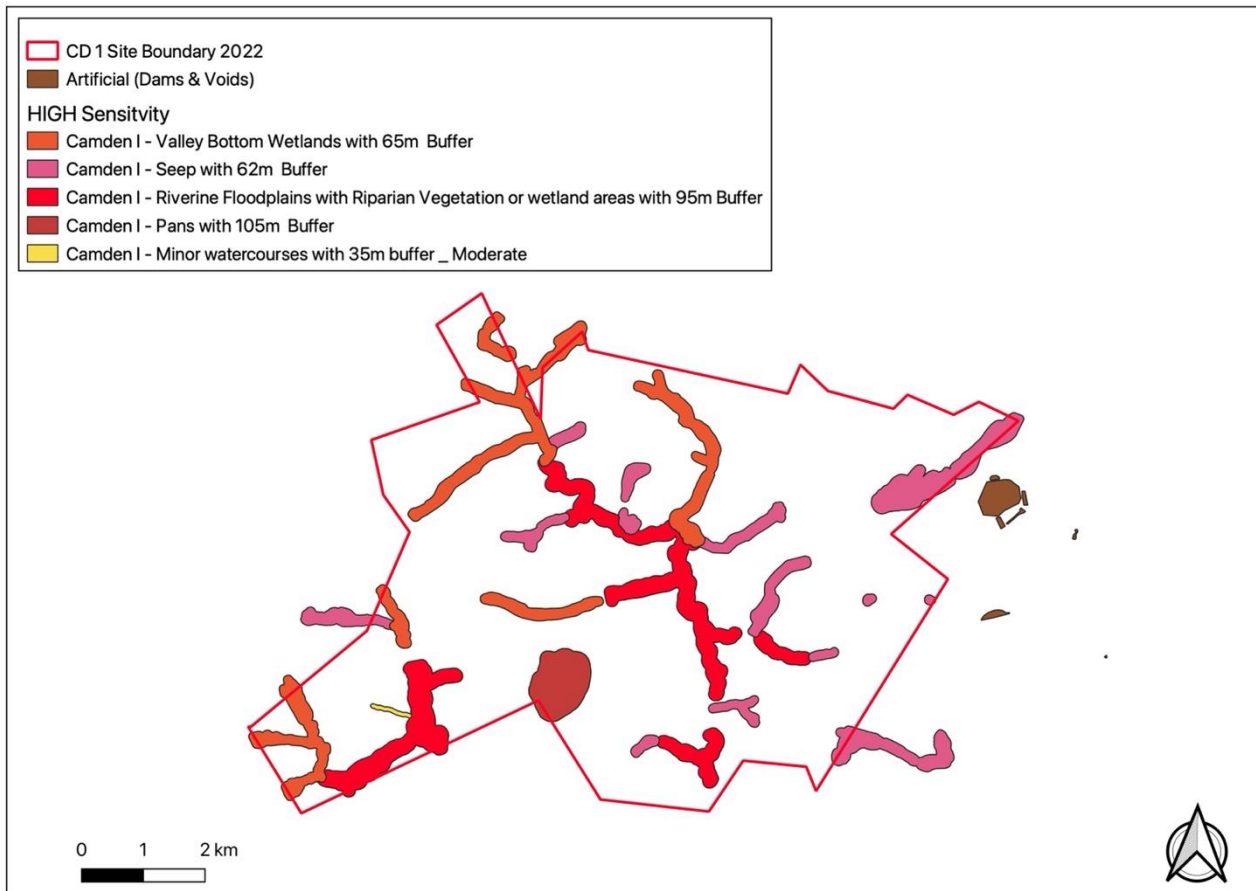 CD 1 Site Boundary 2022
Artificial (Dams & Voids)
HIGH Sensitvity
Camden I - Valley Bottom Wetlands with 65m Buffer
Camden I - Seep with 62m Buffer
Camden I - Riverine Floodplains with Riparian Vegetation or wetland areas with 95m Buffer
Camden I - Pans with 105m Buffer
Camden I - Minor watercourses with 35m buffer _ Moderate
0 1 2 km